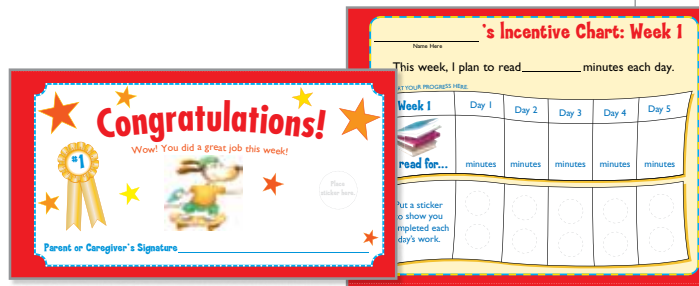 's Incentive Chart: Week 1
Name Here
This week, I plan to read minutes each day.
YOUR PROGRESS HERE.
Week 1 Day 1 Day 2 Day 3 Day 4 Day 5
read for... minutes minutes minutes minutes minutes
Put a sticker
to show you
completed each
day's work.
Congratulations!
Wow! You did a great job this week!
#1
Place
sticker here.
Parent or Caregiver's Signature